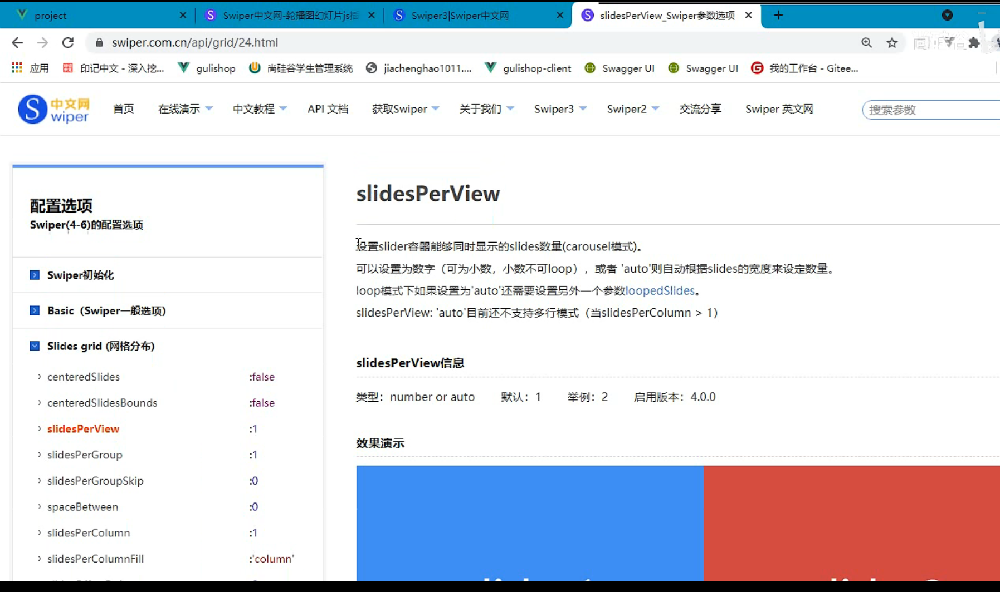 project
Swiper中文网-轮播图幻灯片js插
Swiper3|Swiper中文网
slidesPerView_Swiper参数选项
swiper.com.cn/api/grid/24.html
应用
印记中文 - 深入挖...
gulishop
尚硅谷学生管理系统
jiachenghao1011....
gulishop-client
Swagger UI
Swagger UI
我的工作台 - Gitee...
S 中文网 wiper
首页
在线演示
中文教程
API 文档
获取Swiper
关于我们
Swiper3
Swiper2
交流分享
Swiper 英文网
搜索参数
配置选项
Swiper(4-6)的配置选项
Swiper初始化
Basic（Swiper一般选项）
Slides grid (网格分布)
centeredSlides :false
centeredSlidesBounds :false
slidesPerView :1
slidesPerGroup :1
slidesPerGroupSkip :0
spaceBetween :0
slidesPerColumn :1
slidesPerColumnFill :'column'
slidesPerView
设置slider容器能够同时显示的slides数量(carousel模式)。
可以设置为数字（可为小数，小数不可loop），或者 'auto'则自动根据slides的宽度来设定数量。
loop模式下如果设置为'auto'还需要设置另外一个参数loopedSlides。
slidesPerView: 'auto'目前还不支持多行模式（当slidesPerColumn > 1）
slidesPerView信息
类型：number or auto 默认：1 举例：2 启用版本：4.0.0
效果演示